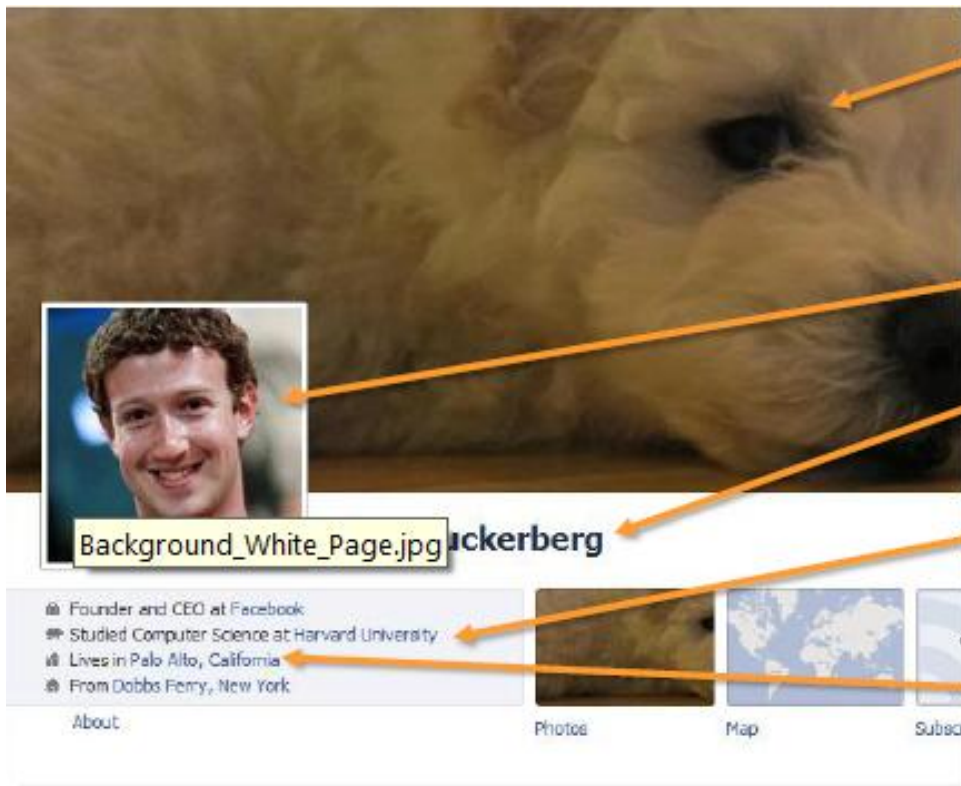 Background_White_Page.jpg
uckerberg
Founder and CEO at Facebook
Studied Computer Science at Harvard University
Lives in Palo Alto, California
From Dobbs Ferry, New York
About
Photos
Map
Subsc